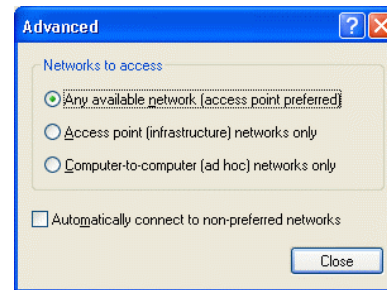 Advanced
Networks to access
Any available network (access point preferred)
Access point (infrastructure) networks only
Computer-to-computer (ad hoc) networks only
Automatically connect to non-preferred networks
Close